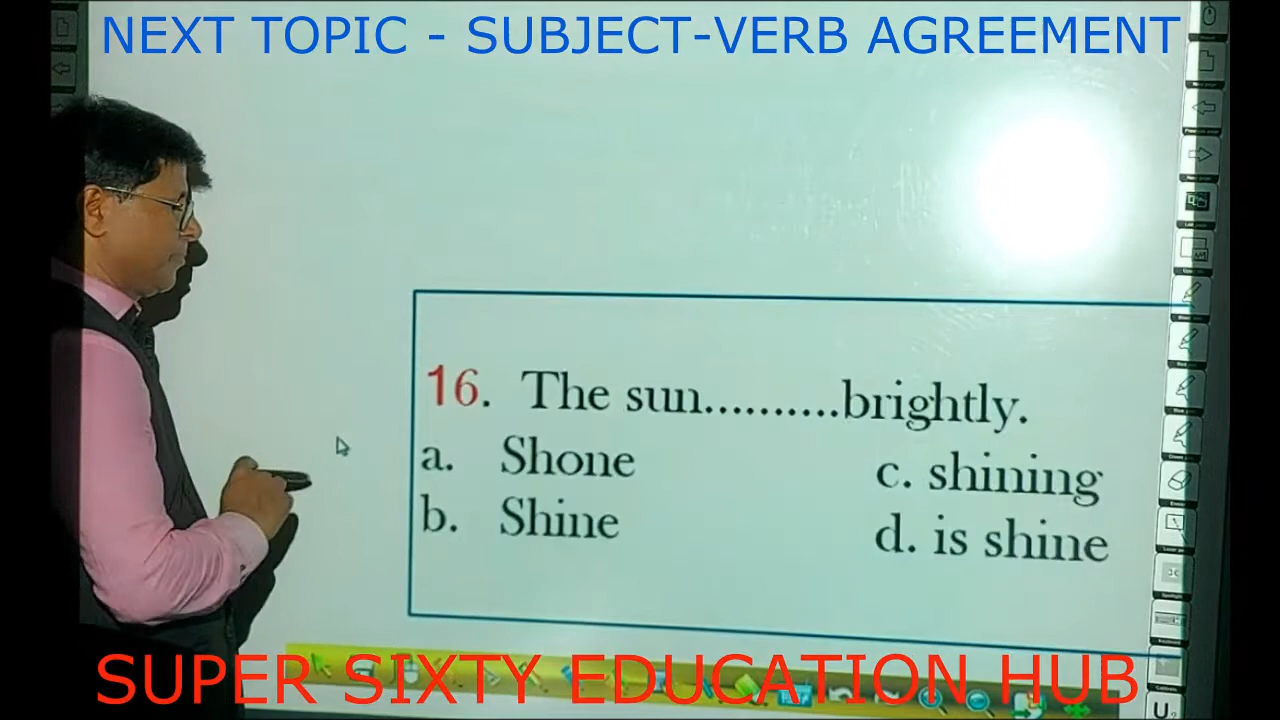 NEXT TOPIC - SUBJECT-VERB AGREEMENT
16. The sun..........brightly.
a. Shone
c. shining
b. Shine
d. is shine
SUPER SIXTY EDUCATION HUB